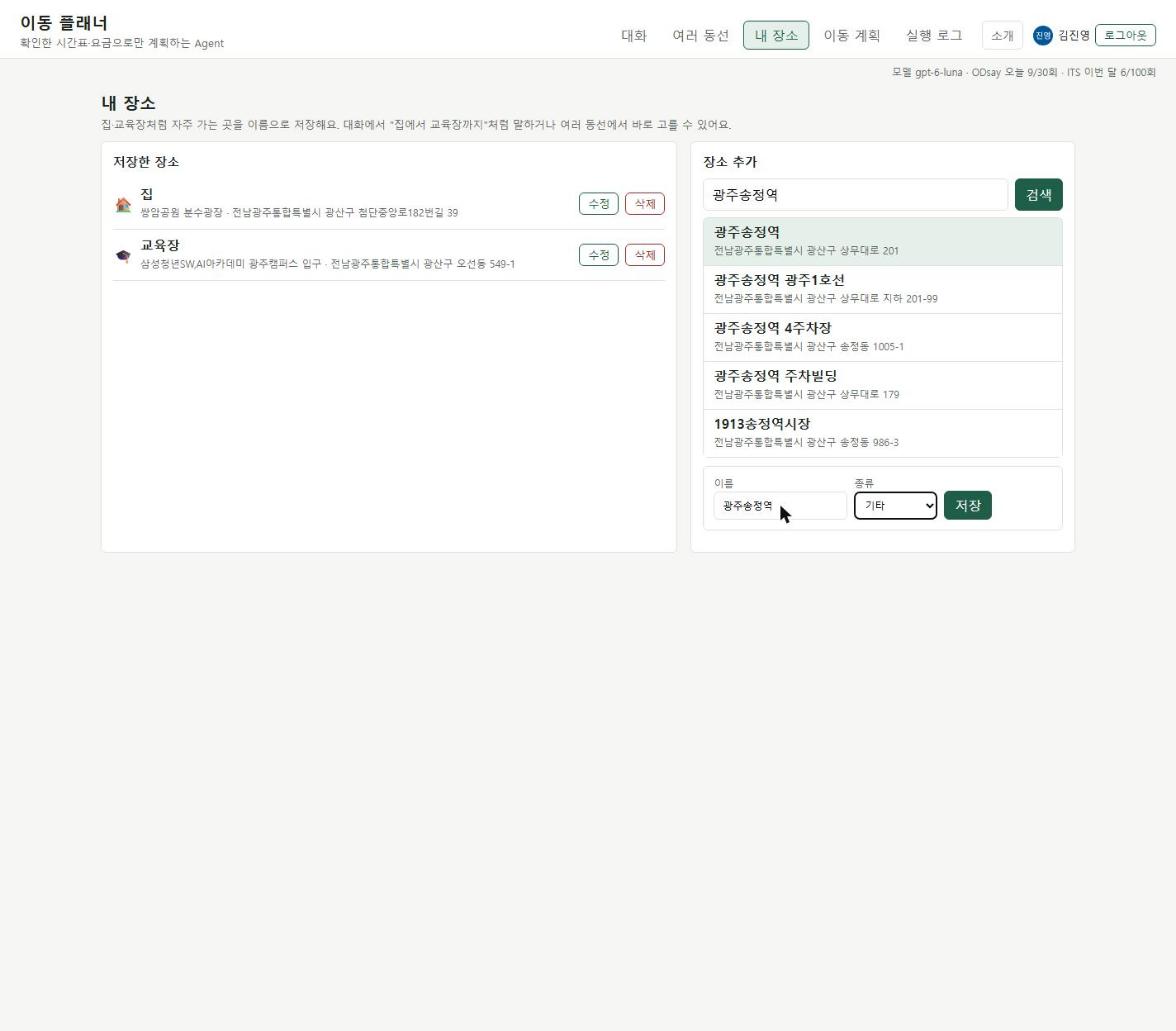 이동 플래너
확인한 시간표·요금으로만 계획하는 Agent
대화
여러 동선
내 장소
이동 계획
실행 로그
소개
진영
김진영
로그아웃
모델 gpt-6-luna · ODsay 오늘 9/30회 · ITS 이번 달 6/100회
내 장소
집·교육장처럼 자주 가는 곳을 이름으로 저장해요. 대화에서 "집에서 교육장까지"처럼 말하거나 여러 동선에서 바로 고를 수 있어요.
저장한 장소
집
쌍암공원 분수광장 · 전남광주통합특별시 광산구 첨단중앙로182번길 39
수정
삭제
교육장
삼성청년SW,AI아카데미 광주캠퍼스 입구 · 전남광주통합특별시 광산구 오선동 549-1
수정
삭제
장소 추가
광주송정역
검색
광주송정역
전남광주통합특별시 광산구 상무대로 201
광주송정역 광주1호선
전남광주통합특별시 광산구 상무대로 지하 201-99
광주송정역 4주차장
전남광주통합특별시 광산구 송정동 1005-1
광주송정역 주차빌딩
전남광주통합특별시 광산구 상무대로 179
1913송정역시장
전남광주통합특별시 광산구 송정동 986-3
이름
종류
광주송정역
기타
저장